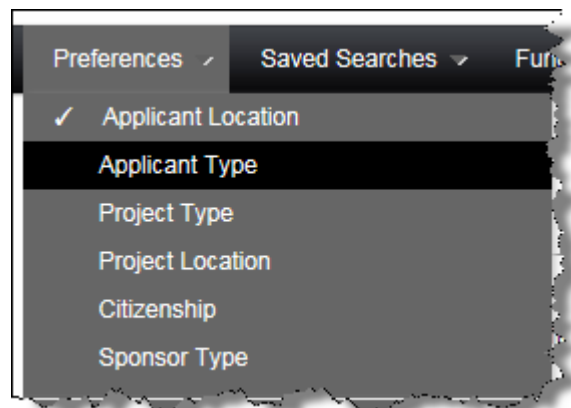 Preferences Saved Searches
✓ Applicant Location
Applicant Type
Project Type
Project Location
Citizenship
Sponsor Type